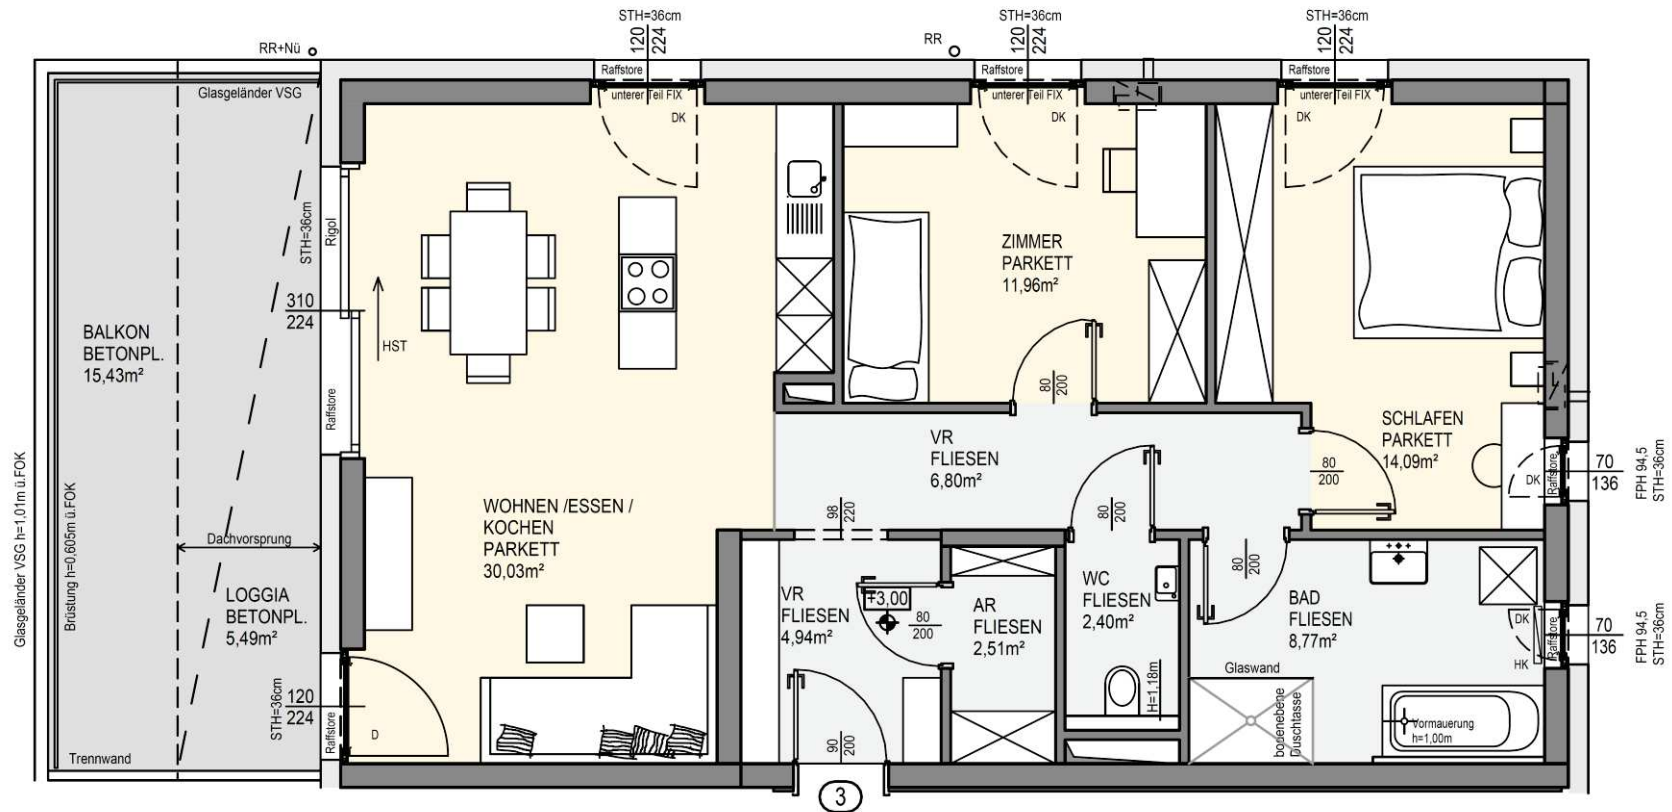 STH=36cm
120
224
STH=36cm
120
224
STH=36cm
120
224
RR+Nü
RR
Raffstore
Raffstore
Raffstore
unterer Teil FIX
unterer Teil FIX
unterer Teil FIX
Glasgeländer VSG
DK
DK
DK
STH=36cm
Rigol
310
224
HST
Raffstore
BALKON
BETONPL.
15,43m²
ZIMMER
PARKETT
11,96m²
80
200
SCHLAFEN
PARKETT
14,09m²
VR
FLIESEN
6,80m²
80
200
DK
Raffstore
70
136
FPH 94,5
STH=36cm
Glasgeländer VSG h=1,01m ü.FOK
Brüstung h=0,605m ü.FOK
Dachvorsprung
LOGGIA
BETONPL.
5,49m²
WOHNEN /ESSEN /
KOCHEN
PARKETT
30,03m²
98
220
80
200
80
200
VR
FLIESEN
4,94m²
+3,00
80
200
AR
FLIESEN
2,51m²
WC
FLIESEN
2,40m²
H=1,18m
BAD
FLIESEN
8,77m²
DK
HK
Raffstore
70
136
FPH 94,5
STH=36cm
Glaswand
bodenebene
Duschtasse
Vormauerung
h=1,00m
STH=36cm
120
224
Raffstore
D
Trennwand
90
200
3